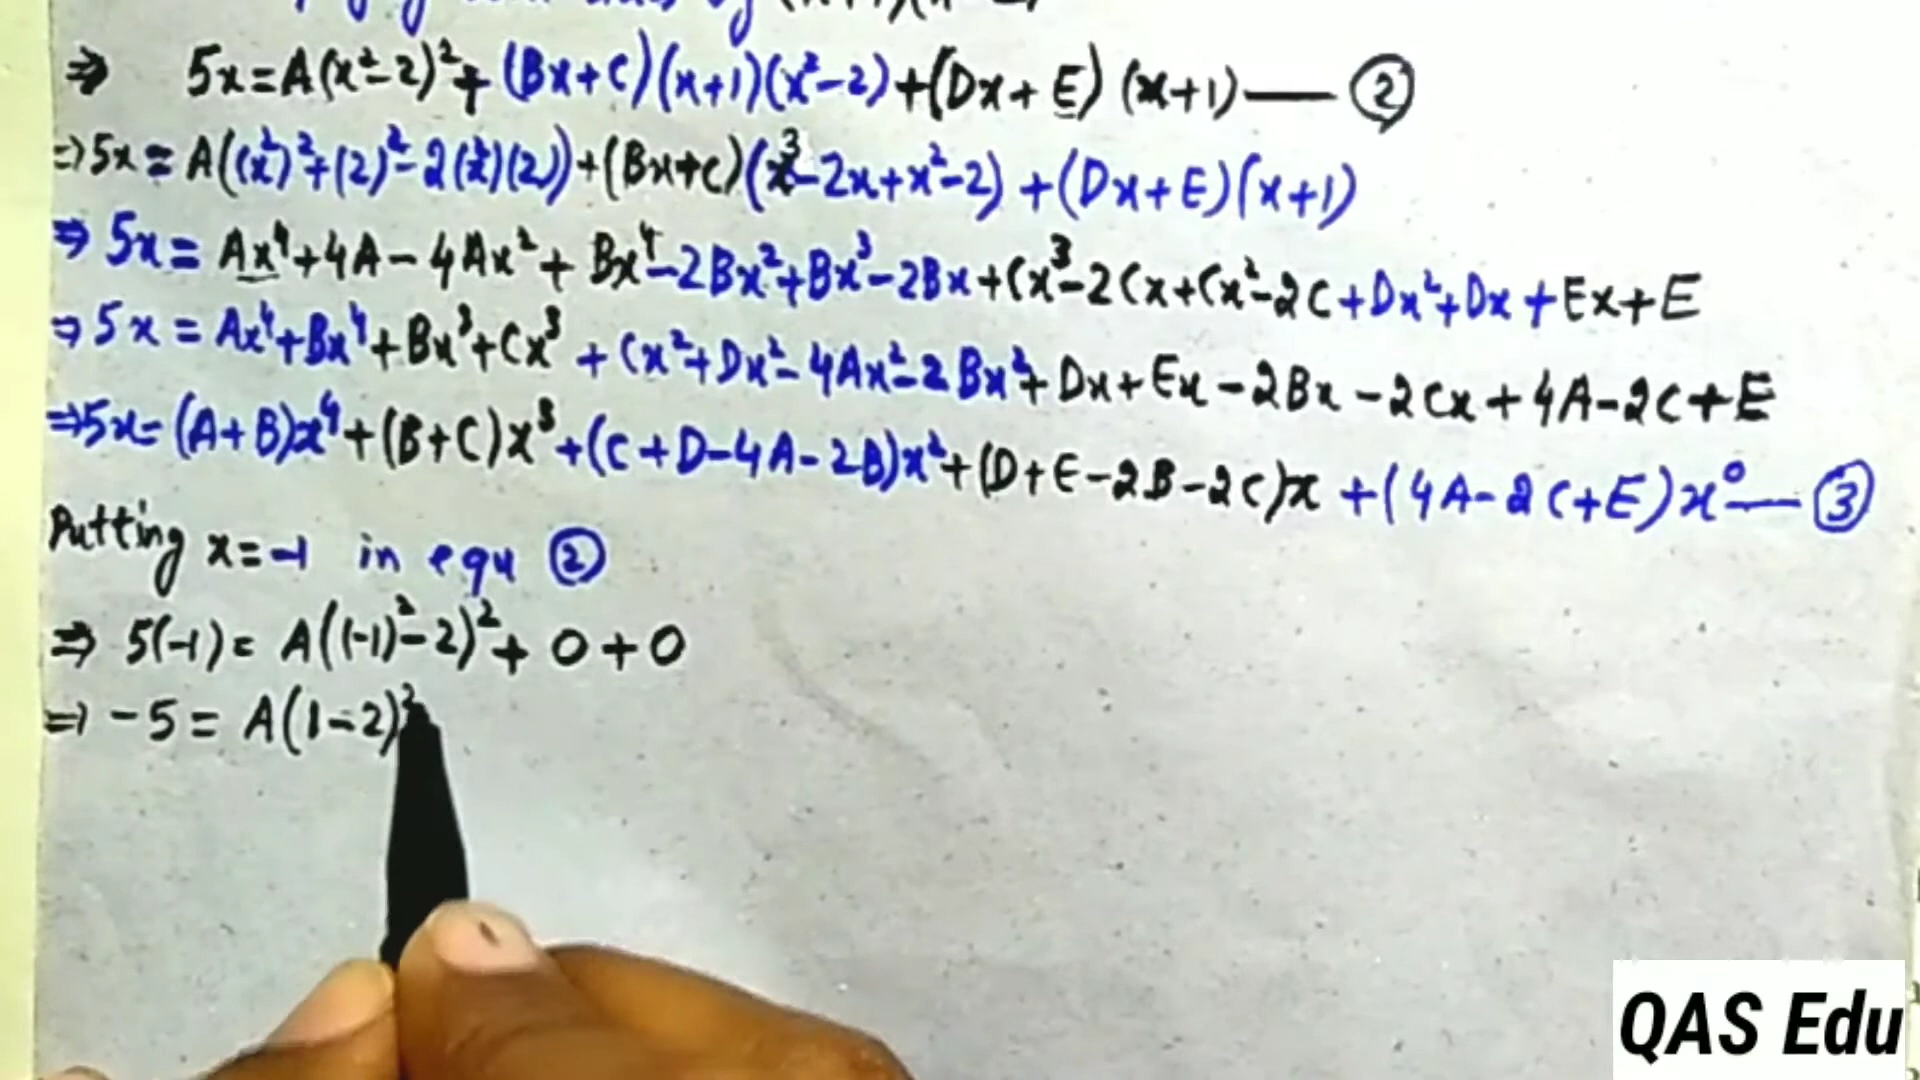 ⇒ 5x=A(x²-2)²+(Bx+C)(x+1)(x²-2)+(Dx+E)(x+1)—②
⇒5x=A((x²)²+(2)²-2(x²)(2))+(Bx+C)(x³-2x+x²-2)+(Dx+E)(x+1)
⇒ 5x=Ax⁴+4A-4Ax²+Bx⁴-2Bx²+Bx³-2Bx+Cx³-2Cx+Cx²-2C+Dx²+Dx+Ex+E
⇒ 5x=Ax⁴+Bx⁴+Bx³+Cx³+Cx²+Dx²-4Ax²-2Bx²+Dx+Ex-2Bx-2Cx+4A-2C+E
⇒5x=(A+B)x⁴+(B+C)x³+(C+D-4A-2B)x²+(D+E-2B-2C)x+(4A-2C+E)x⁰—③
Putting x=-1 in equ ②
⇒ 5(-1)=A((-1)²-2)²+0+0
⇒ -5=A(1-2)²
QAS Edu